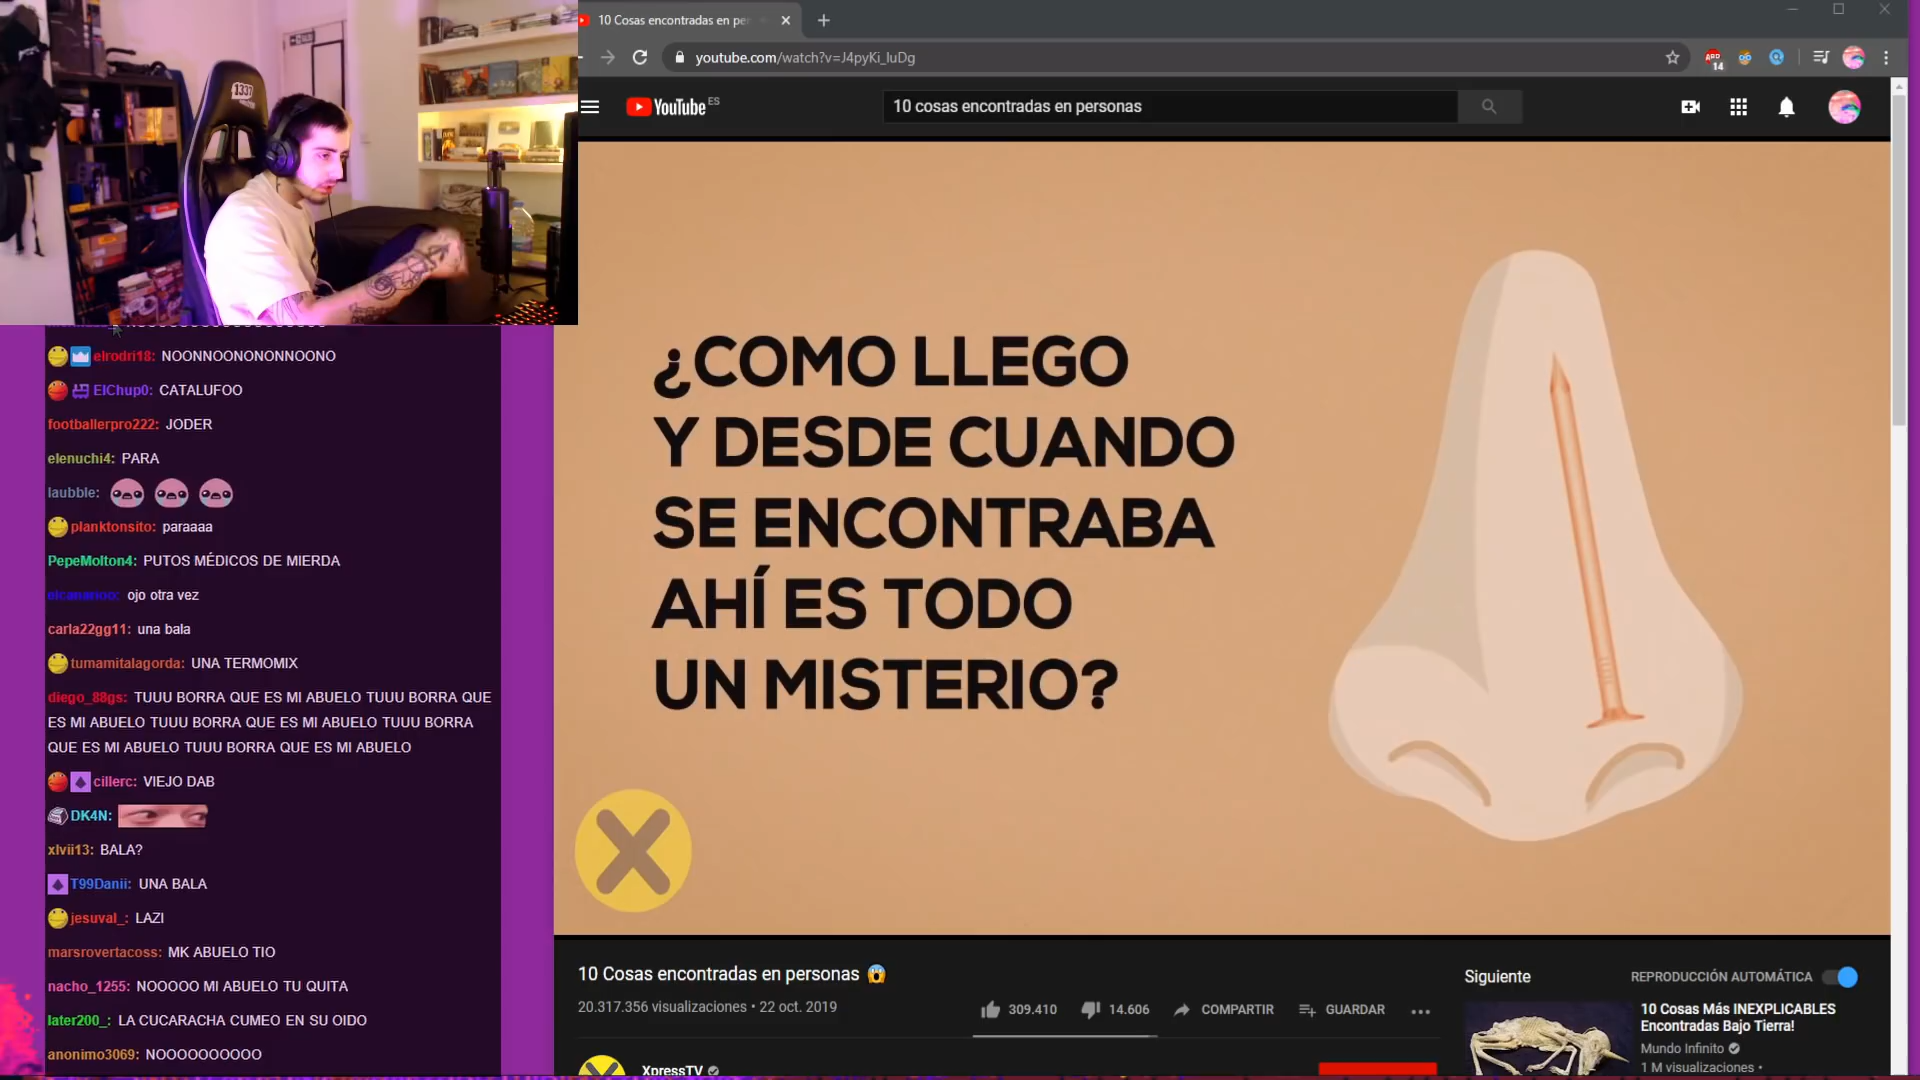 10 Cosas encontradas en per
youtube.com/watch?v=J4pyKi_luDg
14
YouTube ES
10 cosas encontradas en personas
1337
elrodri18: NOONNOONONONNOONO
ElChup0: CATALUFOO
footballerpro222: JODER
elenuchi4: PARA
laubble:
planktonsito: paraaaa
PepeMolton4: PUTOS MÉDICOS DE MIERDA
elcanarioo: ojo otra vez
carla22gg11: una bala
tumamitalagorda: UNA TERMOMIX
diego_88gs: TUUU BORRA QUE ES MI ABUELO TUUU BORRA QUE
ES MI ABUELO TUUU BORRA QUE ES MI ABUELO TUUU BORRA
QUE ES MI ABUELO TUUU BORRA QUE ES MI ABUELO
cillerc: VIEJO DAB
DK4N:
xlvii13: BALA?
T99Danii: UNA BALA
jesuval_: LAZI
marsrovertacoss: MK ABUELO TIO
nacho_1255: NOOOOO MI ABUELO TU QUITA
later200_: LA CUCARACHA CUMEO EN SU OIDO
anonimo3069: NOOOOOOOOOO
¿COMO LLEGO
Y DESDE CUANDO
SE ENCONTRABA
AHÍ ES TODO
UN MISTERIO?
10 Cosas encontradas en personas
20.317.356 visualizaciones • 22 oct. 2019
309.410
14.606
COMPARTIR
GUARDAR
XpressTV
Siguiente
REPRODUCCIÓN AUTOMÁTICA
10 Cosas Más INEXPLICABLES
Encontradas Bajo Tierra!
Mundo Infinito
1 M visualizaciones •